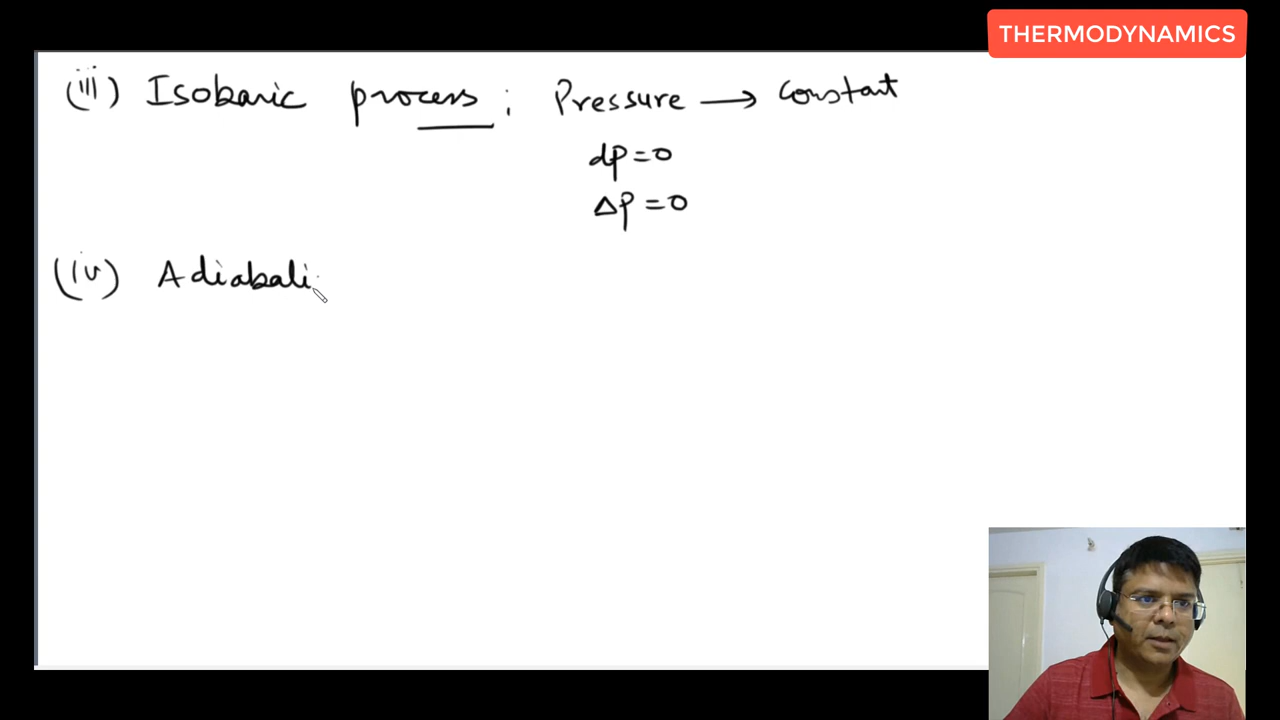 THERMODYNAMICS
(iii) Isobaric process ; Pressure → Constant
dp=0
Δp=0
(iv) Adiabati